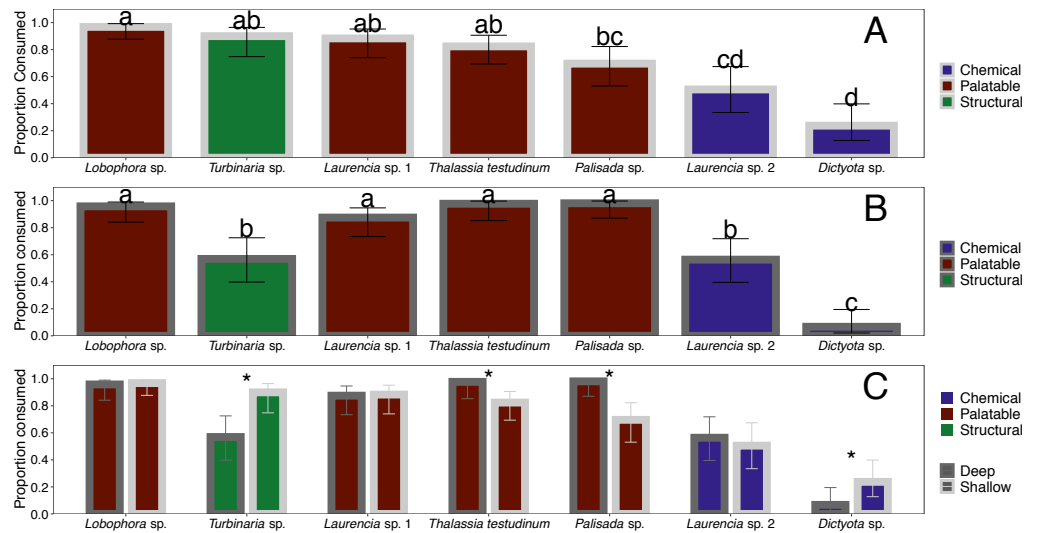 A
Proportion Consumed
1.0
0.8
0.6
0.4
0.2
0.0
a
ab
ab
ab
bc
cd
d
Lobophora sp.
Turbinaria sp.
Laurencia sp. 1
Thalassia testudinum
Palisada sp.
Laurencia sp. 2
Dictyota sp.
Chemical
Palatable
Structural
B
Proportion consumed
1.0
0.8
0.6
0.4
0.2
0.0
a
b
a
a
a
b
c
Lobophora sp.
Turbinaria sp.
Laurencia sp. 1
Thalassia testudinum
Palisada sp.
Laurencia sp. 2
Dictyota sp.
Chemical
Palatable
Structural
C
Proportion consumed
1.0
0.8
0.6
0.4
0.2
0.0
*
*
*
*
Lobophora sp.
Turbinaria sp.
Laurencia sp. 1
Thalassia testudinum
Palisada sp.
Laurencia sp. 2
Dictyota sp.
Chemical
Palatable
Structural
Deep
Shallow